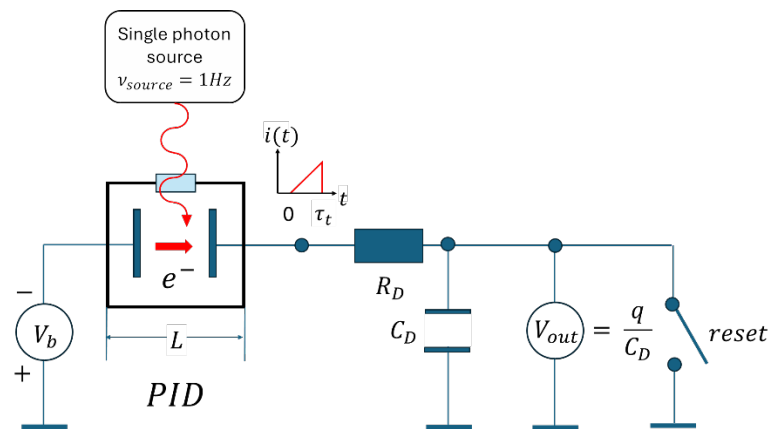 Single photon
source
ν_source = 1Hz
i(t)
t
0
τ_t
e⁻
R_D
−
V_b
+
C_D
V_out = q/C_D
reset
L
PID